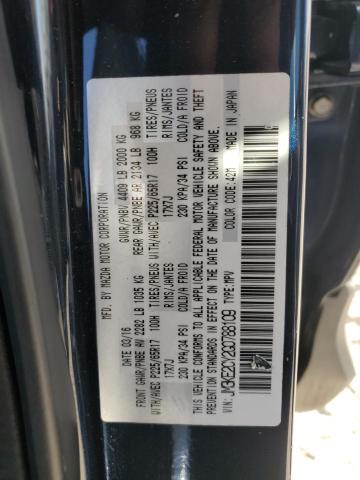 MFD. BY MAZDA MOTOR CORPORATION
DATE: 03/16 GVWR/PNBV 4409 LB 2000 KG
FRONT GAWR/PNBE AV 2282 LB 1035 KG REAR GAWR/PNBE AR 2134 LB 968 KG
WITH/AVEC P225/65R17 100H TIRES/PNEUS WITH/AVEC P225/65R17 100H TIRES/PNEUS
17X7J RIMS/JANTES 17X7J RIMS/JANTES
230 KPA/34 PSI COLD/A FROID 230 KPA/34 PSI COLD/A FROID
THIS VEHICLE CONFORMS TO ALL APPLICABLE FEDERAL MOTOR VEHICLE SAFETY AND THEFT
PREVENTION STANDARDS IN EFFECT ON THE DATE OF MANUFACTURE SHOWN ABOVE.
VIN: TYPE: MPV COLOR CODE: 42M MADE IN JAPAN